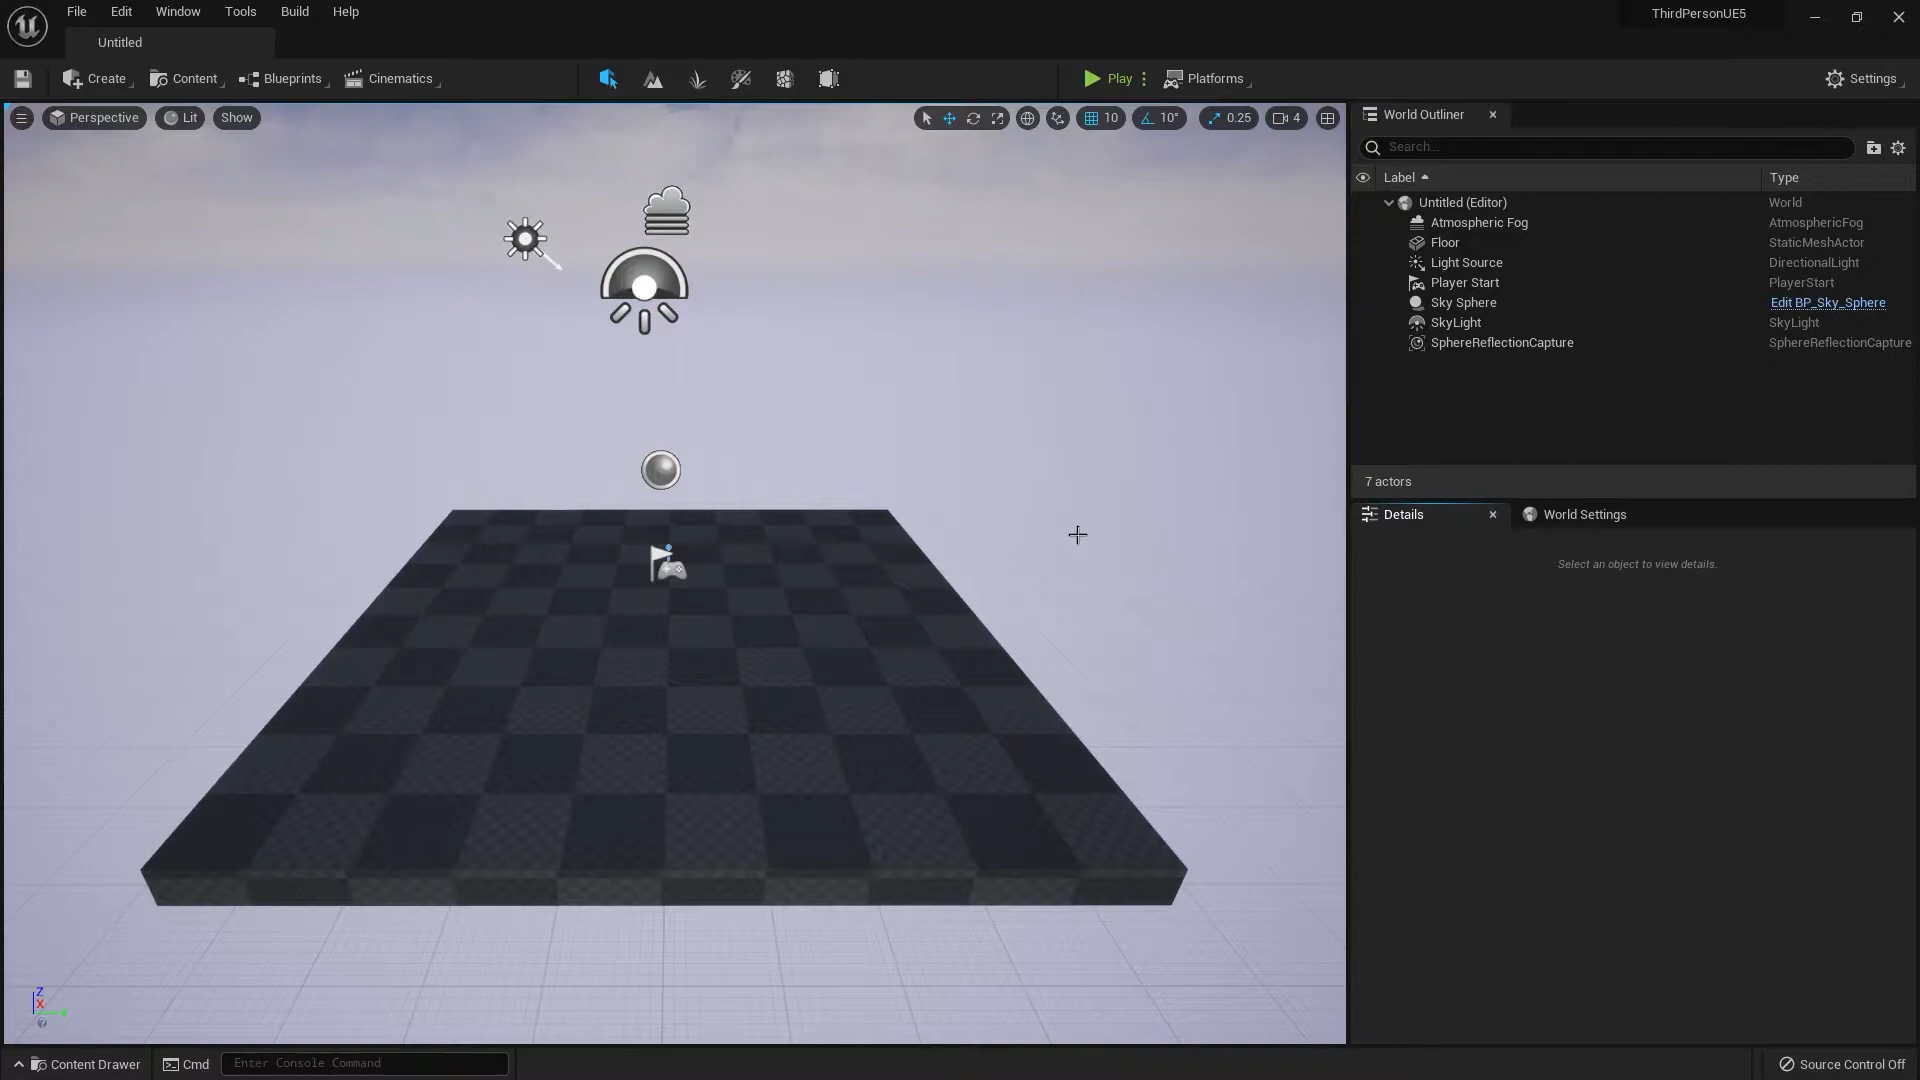 File Edit Window Tools Build Help
ThirdPersonUE5
Untitled
Create Content Blueprints Cinematics Play Platforms Settings
Perspective Lit Show 10 10° 0.25 4
World Outliner
Search...
Label Type
Untitled (Editor) World
Atmospheric Fog AtmosphericFog
Floor StaticMeshActor
Light Source DirectionalLight
Player Start PlayerStart
Sky Sphere Edit BP_Sky_Sphere
SkyLight SkyLight
SphereReflectionCapture SphereReflectionCapture
7 actors
Details World Settings
Select an object to view details.
Z
X
Content Drawer Cmd Enter Console Command Source Control Off